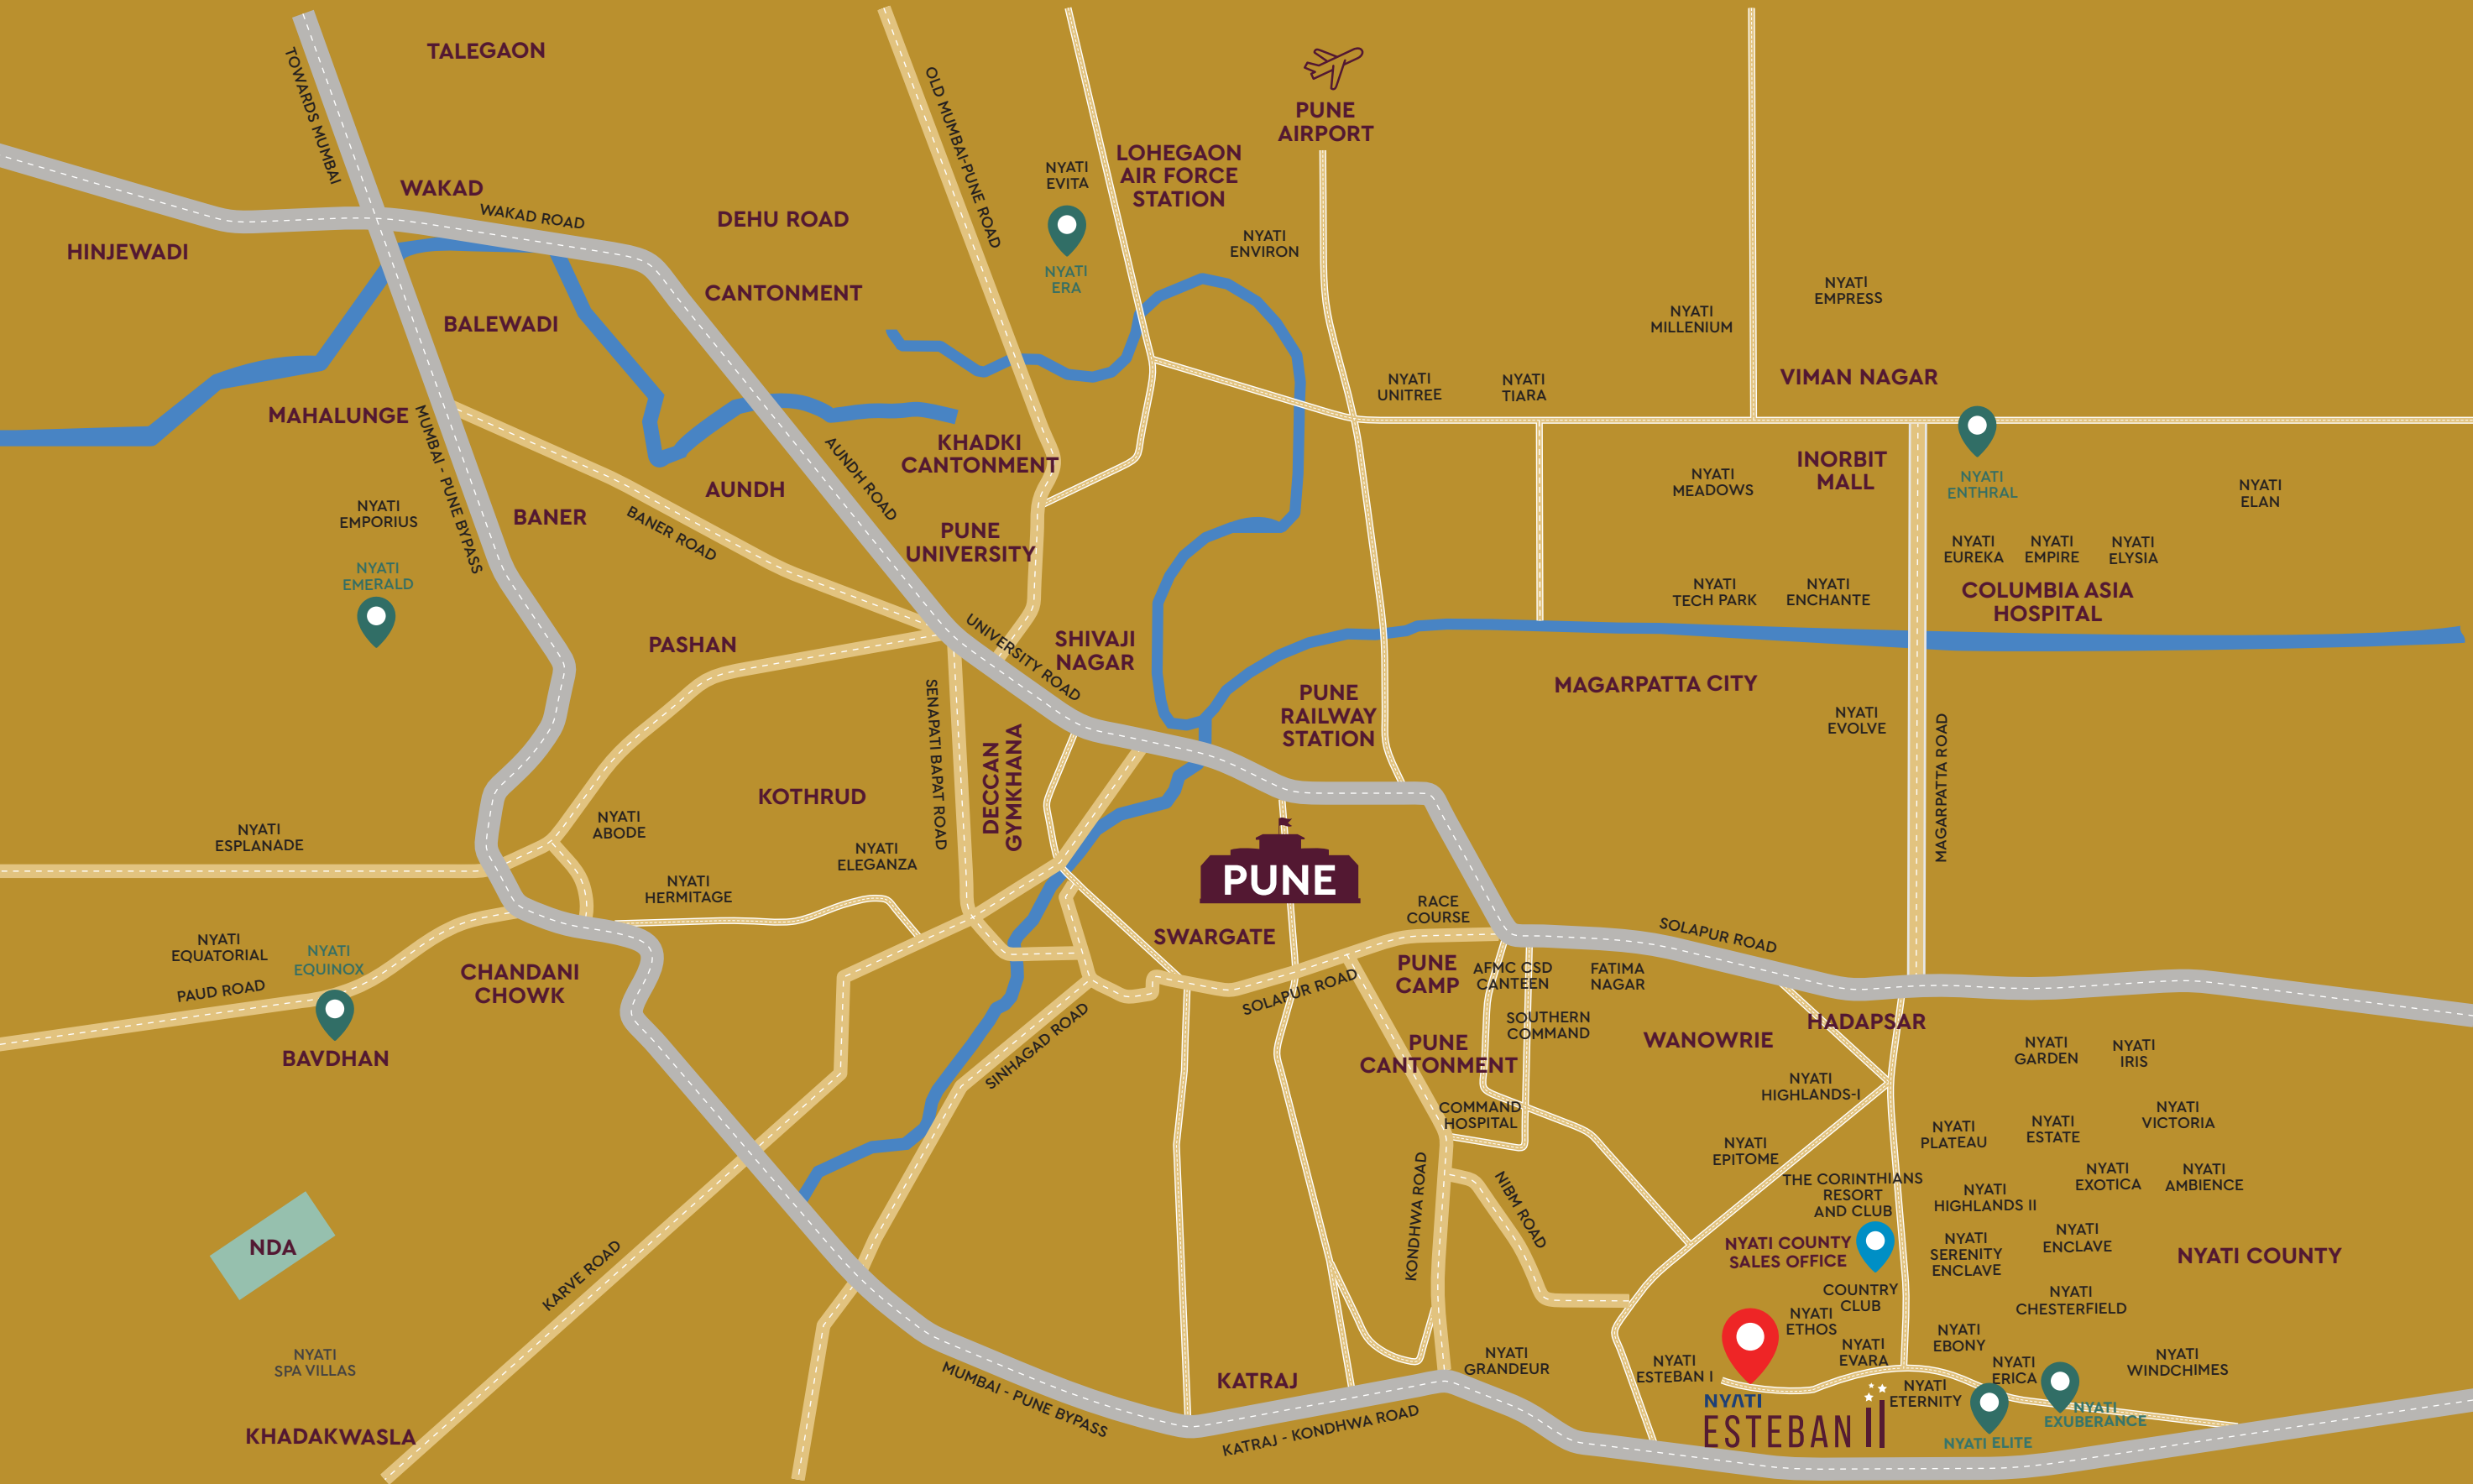 TALEGAON
TOWARDS MUMBAI
OLD MUMBAI-PUNE ROAD
PUNE
AIRPORT
LOHEGAON
AIR FORCE
STATION
NYATI
EVITA
NYATI
ERA
NYATI
ENVIRON
WAKAD
WAKAD ROAD
DEHU ROAD
HINJEWADI
CANTONMENT
BALEWADI
NYATI
EMPRESS
NYATI
MILLENIUM
VIMAN NAGAR
NYATI
UNITREE
NYATI
TIARA
MAHALUNGE
MUMBAI - PUNE BYPASS
KHADKI
CANTONMENT
AUNDH ROAD
AUNDH
INORBIT
MALL
NYATI
MEADOWS
NYATI
ENTHRAL
NYATI
ELAN
NYATI
EMPORIUS
BANER
BANER ROAD
PUNE
UNIVERSITY
NYATI
EUREKA
NYATI
EMPIRE
NYATI
ELYSIA
NYATI
EMERALD
NYATI
TECH PARK
NYATI
ENCHANTE
COLUMBIA ASIA
HOSPITAL
PASHAN
UNIVERSITY ROAD
SHIVAJI
NAGAR
SENAPATI BAPAT ROAD
PUNE
RAILWAY
STATION
MAGARPATTA CITY
NYATI
EVOLVE
MAGARPATTA ROAD
DECCAN
GYMKHANA
KOTHRUD
NYATI
ABODE
NYATI
ESPLANADE
NYATI
ELEGANZA
NYATI
HERMITAGE
PUNE
RACE
COURSE
SWARGATE
SOLAPUR ROAD
NYATI
EQUATORIAL
NYATI
EQUINOX
PAUD ROAD
CHANDANI
CHOWK
PUNE
CAMP
AFMC CSD
CANTEEN
FATIMA
NAGAR
SOLAPUR ROAD
SINHAGAD ROAD
SOUTHERN
COMMAND
HADAPSAR
WANOWRIE
PUNE
CANTONMENT
BAVDHAN
NYATI
GARDEN
NYATI
IRIS
NYATI
HIGHLANDS-I
COMMAND
HOSPITAL
NYATI
VICTORIA
NYATI
PLATEAU
NYATI
ESTATE
NYATI
EPITOME
THE CORINTHIANS
RESORT
AND CLUB
NYATI
EXOTICA
NYATI
AMBIENCE
NYATI
HIGHLANDS II
KONDHWA ROAD
NIBM ROAD
NDA
KARVE ROAD
NYATI COUNTY
SALES OFFICE
NYATI
SERENITY
ENCLAVE
NYATI
ENCLAVE
NYATI COUNTY
COUNTRY
CLUB
NYATI
CHESTERFIELD
NYATI
ETHOS
NYATI
EBONY
NYATI
EVARA
NYATI
SPA VILLAS
NYATI
GRANDEUR
NYATI
ESTEBAN I
NYATI
ERICA
NYATI
WINDCHIMES
KATRAJ
MUMBAI - PUNE BYPASS
NYATI
ETERNITY
NYATI
ESTEBAN II
NYATI
EXUBERANCE
NYATI ELITE
KATRAJ - KONDHWA ROAD
KHADAKWASLA